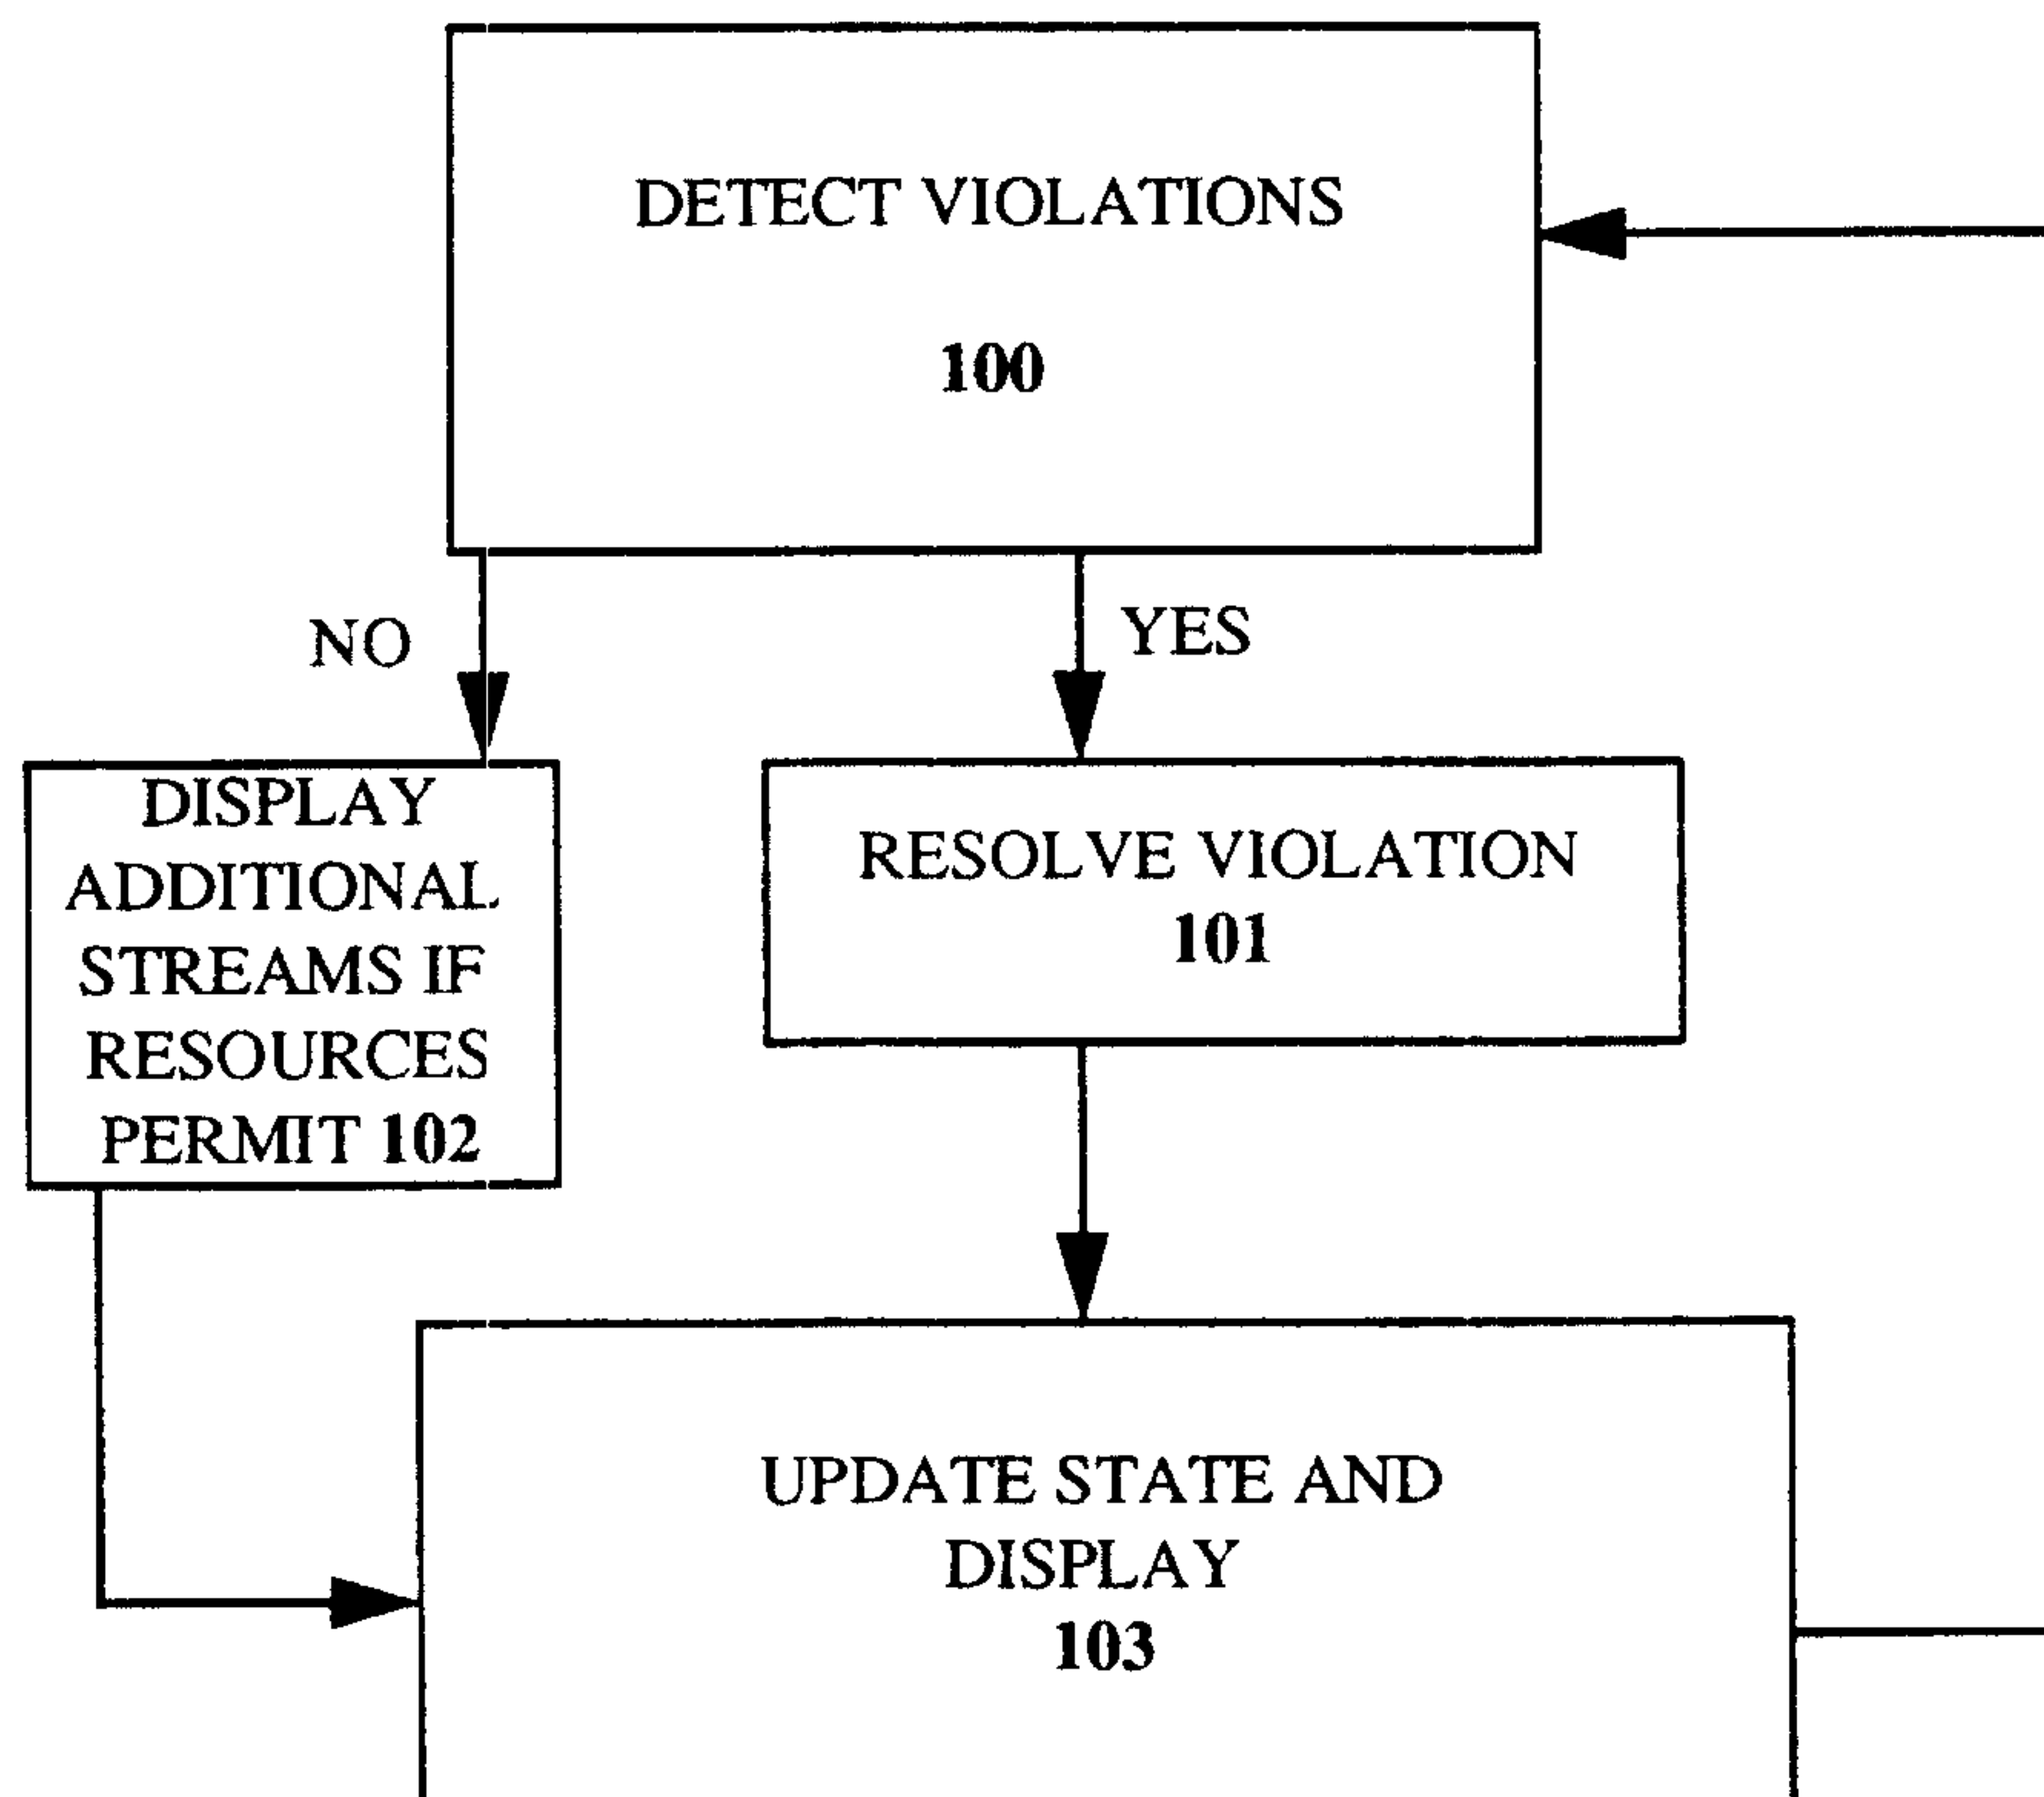 DETECT VIOLATIONS
100
NO
YES
DISPLAY
ADDITIONAL
STREAMS IF
RESOURCES
PERMIT 102
RESOLVE VIOLATION
101
UPDATE STATE AND
DISPLAY
103